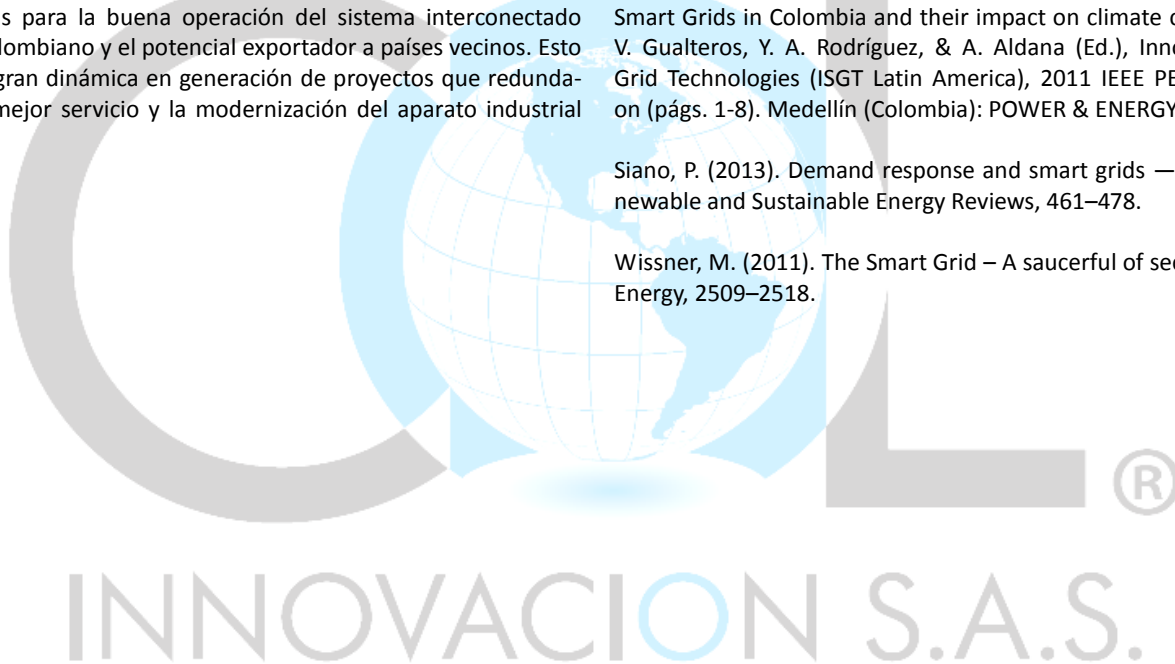 s para la buena operación del sistema interconectado
lombiano y el potencial exportador a países vecinos. Esto
gran dinámica en generación de proyectos que redunda-
mejor servicio y la modernización del aparato industrial
Smart Grids in Colombia and their impact on climate
V. Gualteros, Y. A. Rodríguez, & A. Aldana (Ed.),
Grid Technologies (ISGT Latin America), 2011 IEEE
on (págs. 1-8). Medellín (Colombia): POWER & ENERGY
Siano, P. (2013). Demand response and smart grids —
newable and Sustainable Energy Reviews, 461–478.
Wissner, M. (2011). The Smart Grid – A saucerful of
Energy, 2509–2518.
COL ®
INNOVACION S.A.S.